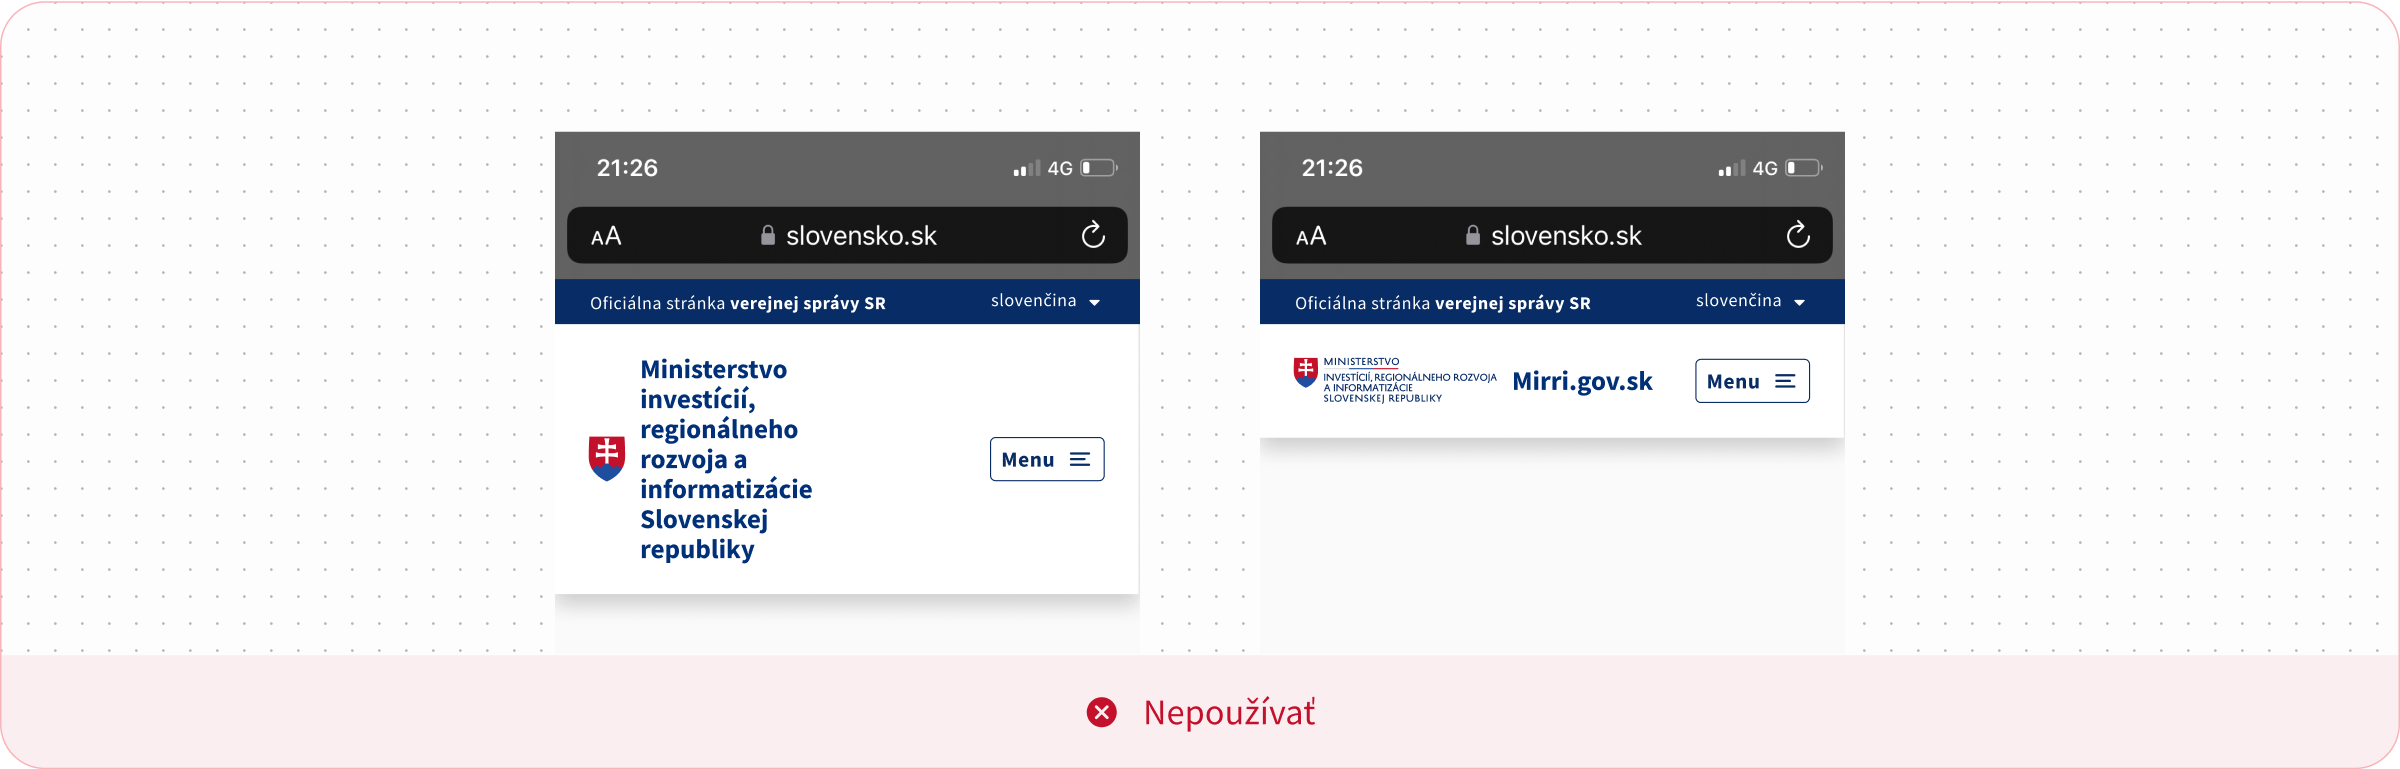 21:26
4G
AA
slovensko.sk
Oficiálna stránka verejnej správy SR
slovenčina
Ministerstvo
investícií,
regionálneho
rozvoja a
informatizácie
Slovenskej
republiky
Menu
21:26
4G
AA
slovensko.sk
Oficiálna stránka verejnej správy SR
slovenčina
MINISTERSTVO
INVESTÍCIÍ, REGIONÁLNEHO ROZVOJA
A INFORMATIZÁCIE
SLOVENSKEJ REPUBLIKY
Mirri.gov.sk
Menu
Nepoužívať